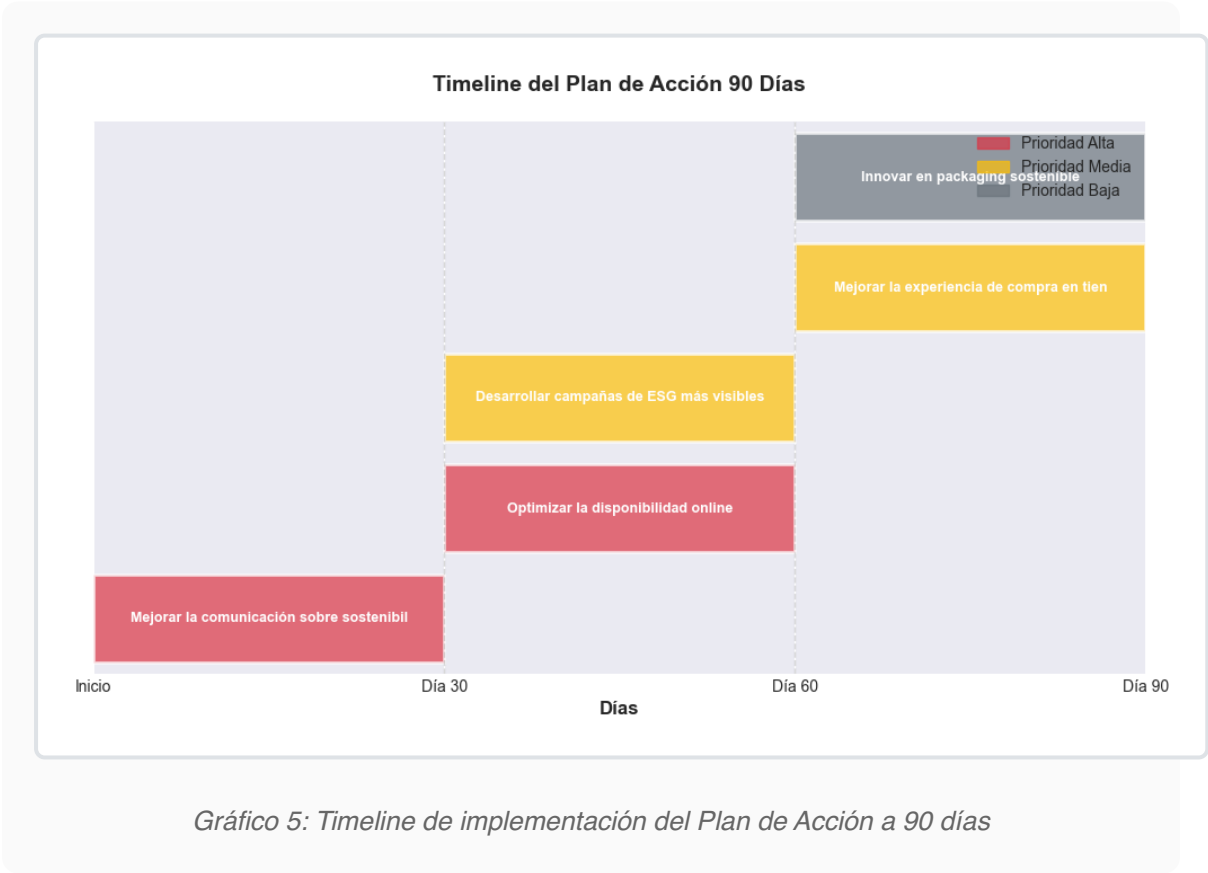 Timeline del Plan de Acción 90 Días
Prioridad Alta
Prioridad Media
Prioridad Baja
Innovar en packaging sostenible
Mejorar la experiencia de compra en tien
Desarrollar campañas de ESG más visibles
Optimizar la disponibilidad online
Mejorar la comunicación sobre sostenibil
Inicio
Día 30
Día 60
Día 90
Días
Gráfico 5: Timeline de implementación del Plan de Acción a 90 días